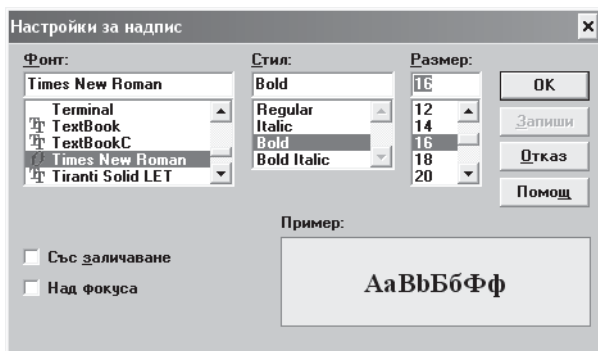 Настройки за надпис
Фонт: Стил: Размер:
Times New Roman Bold 16 OK
Terminal Regular 12
TextBook Italic 14 Запиши
TextBookC Bold 16
Times New Roman Bold Italic 18 Отказ
Tiranti Solid LET 20
Помощ
Пример:
Със заличаване
Над фокуса
АаBbБбФф